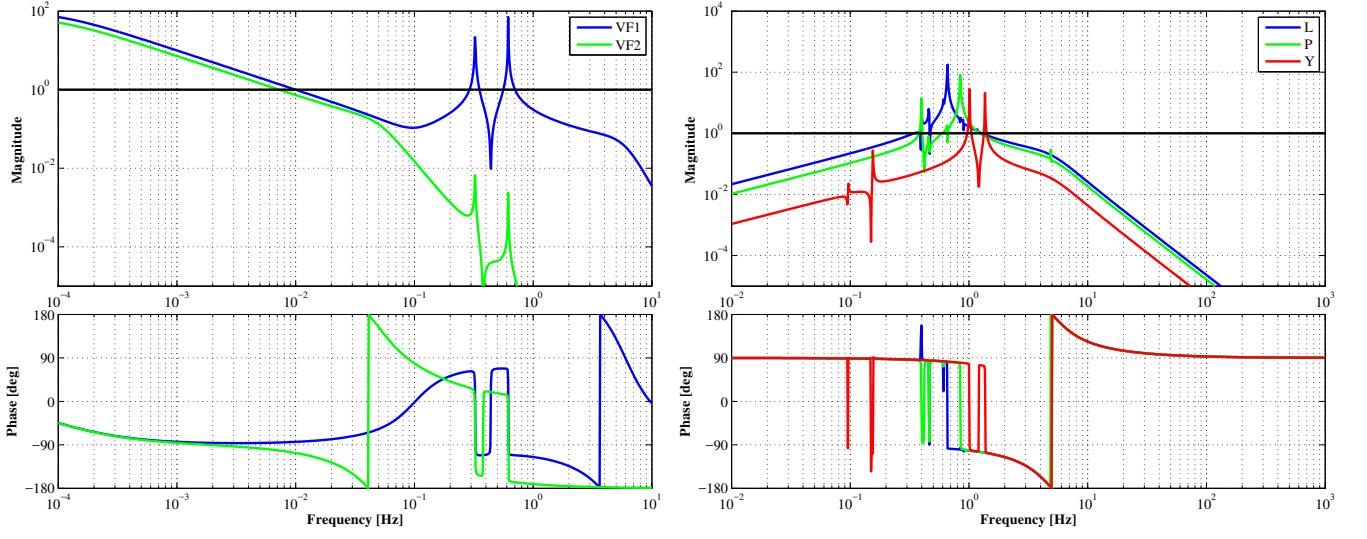 10^2
10^0
10^−2
10^−4
Magnitude
VF1
VF2
10^−4 10^−3 10^−2 10^−1 10^0 10^1
180
90
0
−90
−180
Phase [deg]
10^−4 10^−3 10^−2 10^−1 10^0 10^1
Frequency [Hz]
10^4
10^2
10^0
10^−2
10^−4
Magnitude
L
P
Y
10^−2 10^−1 10^0 10^1 10^2 10^3
180
90
0
−90
−180
Phase [deg]
10^−2 10^−1 10^0 10^1 10^2 10^3
Frequency [Hz]